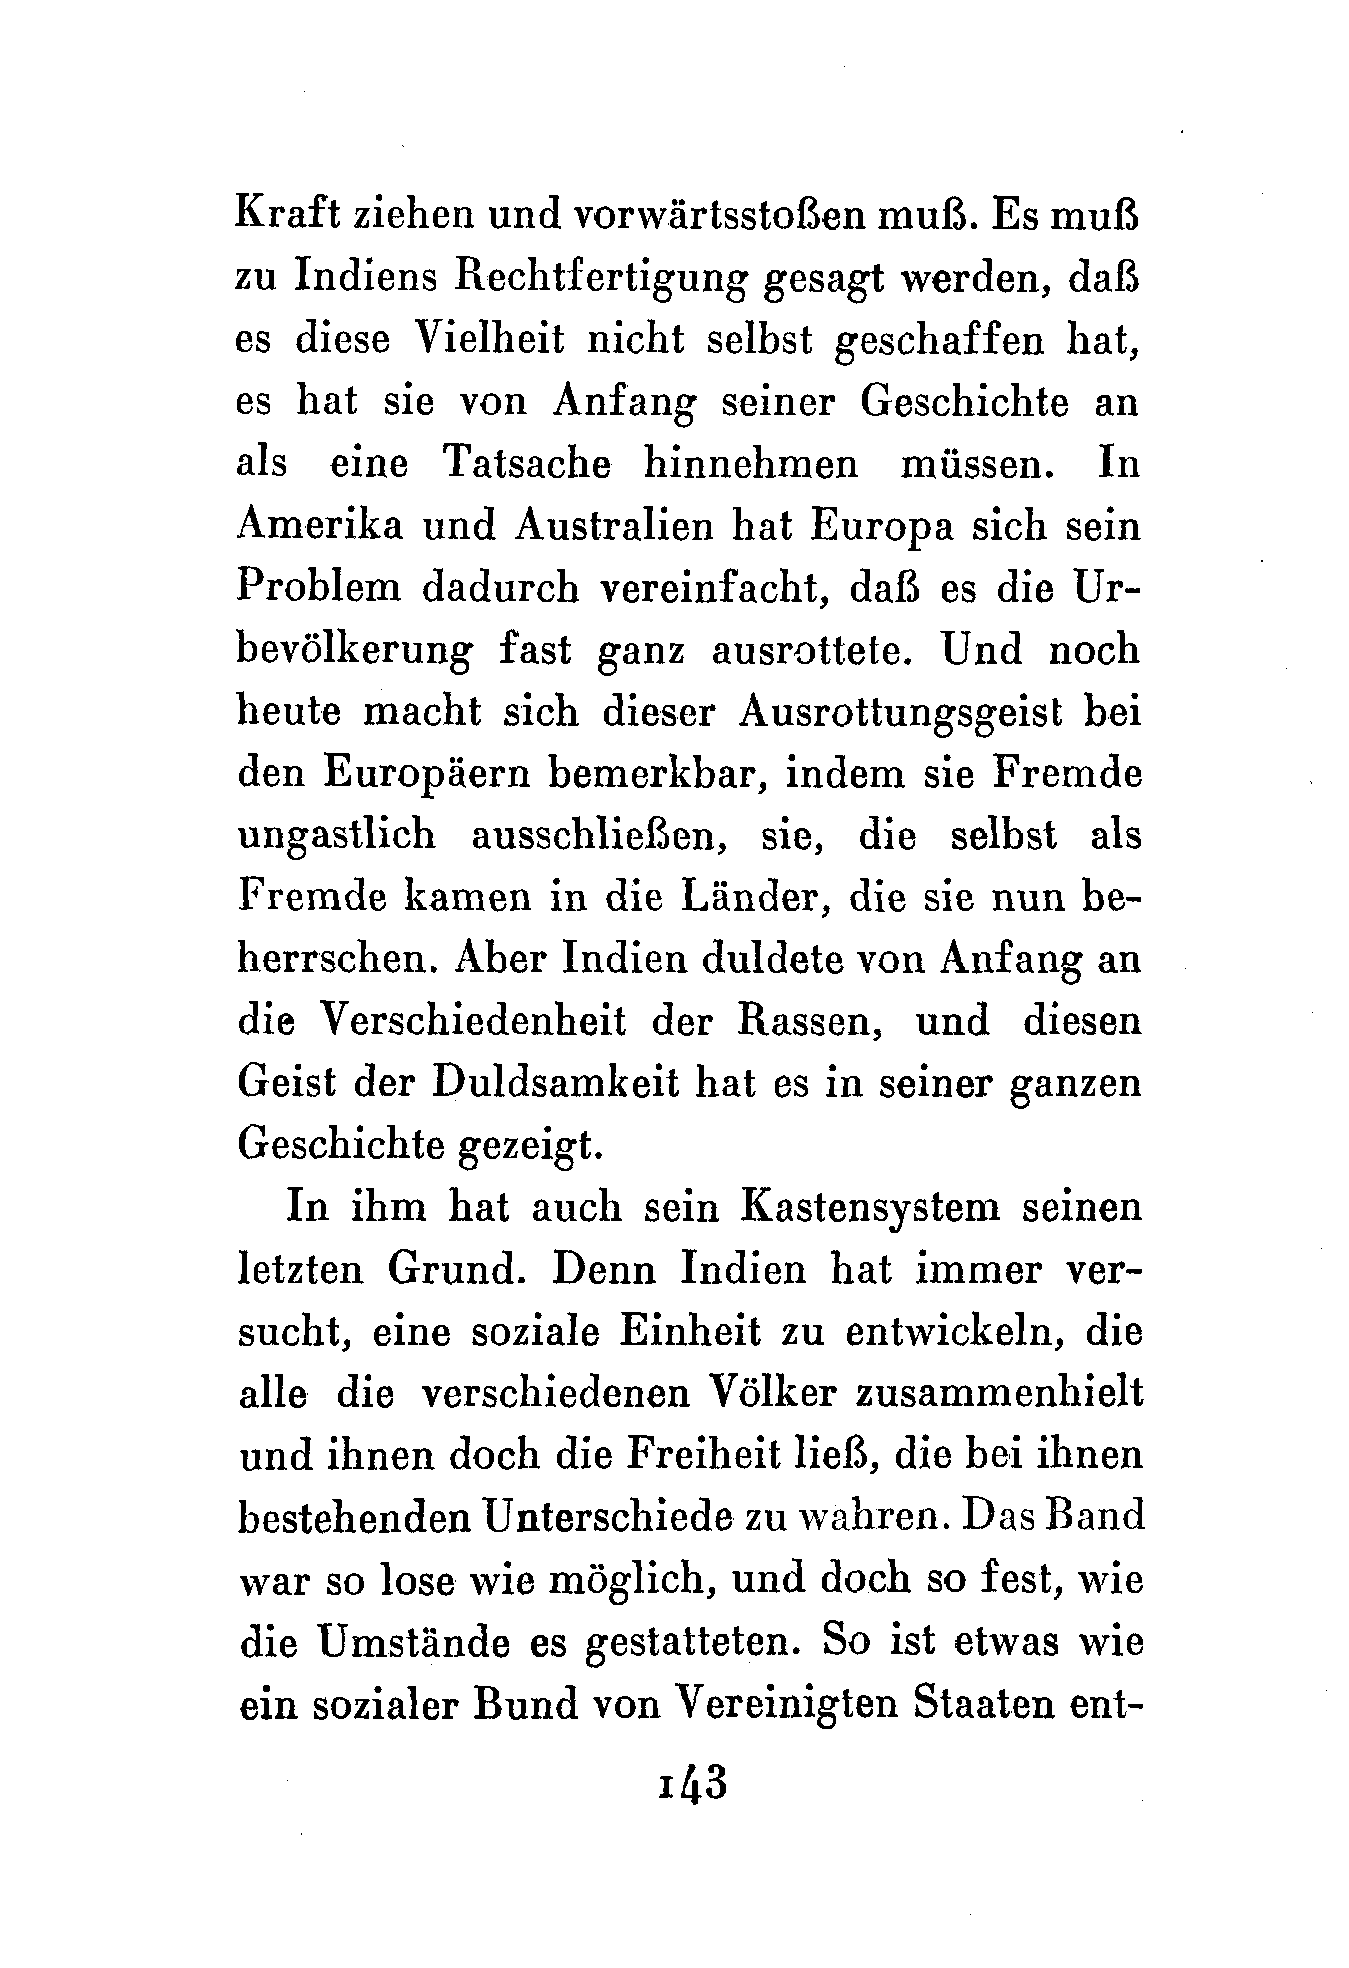 Kraft ziehen und vorwärtsstoßen muß. Es muß
zu Indiens Rechtfertigung gesagt werden, daß
es diese Vielheit nicht selbst geschaffen hat,
es hat sie von Anfang seiner Geschichte an
als eine Tatsache hinnehmen müssen. In
Amerika und Australien hat Europa sich sein
Problem dadurch vereinfacht, daß es die Ur-
bevölkerung fast ganz ausrottete. Und noch
heute macht sich dieser Ausrottungsgeist bei
den Europäern bemerkbar, indem sie Fremde
ungastlich ausschließen, sie, die selbst als
Fremde kamen in die Länder, die sie nun be-
herrschen. Aber Indien duldete von Anfang an
die Verschiedenheit der Rassen, und diesen
Geist der Duldsamkeit hat es in seiner ganzen
Geschichte gezeigt.
In ihm hat auch sein Kastensystem seinen
letzten Grund. Denn Indien hat immer ver-
sucht, eine soziale Einheit zu entwickeln, die
alle die verschiedenen Völker zusammenhielt
und ihnen doch die Freiheit ließ, die bei ihnen
bestehenden Unterschiede zu wahren. Das Band
war so lose wie möglich, und doch so fest, wie
die Umstände es gestatteten. So ist etwas wie
ein sozialer Bund von Vereinigten Staaten ent-
143